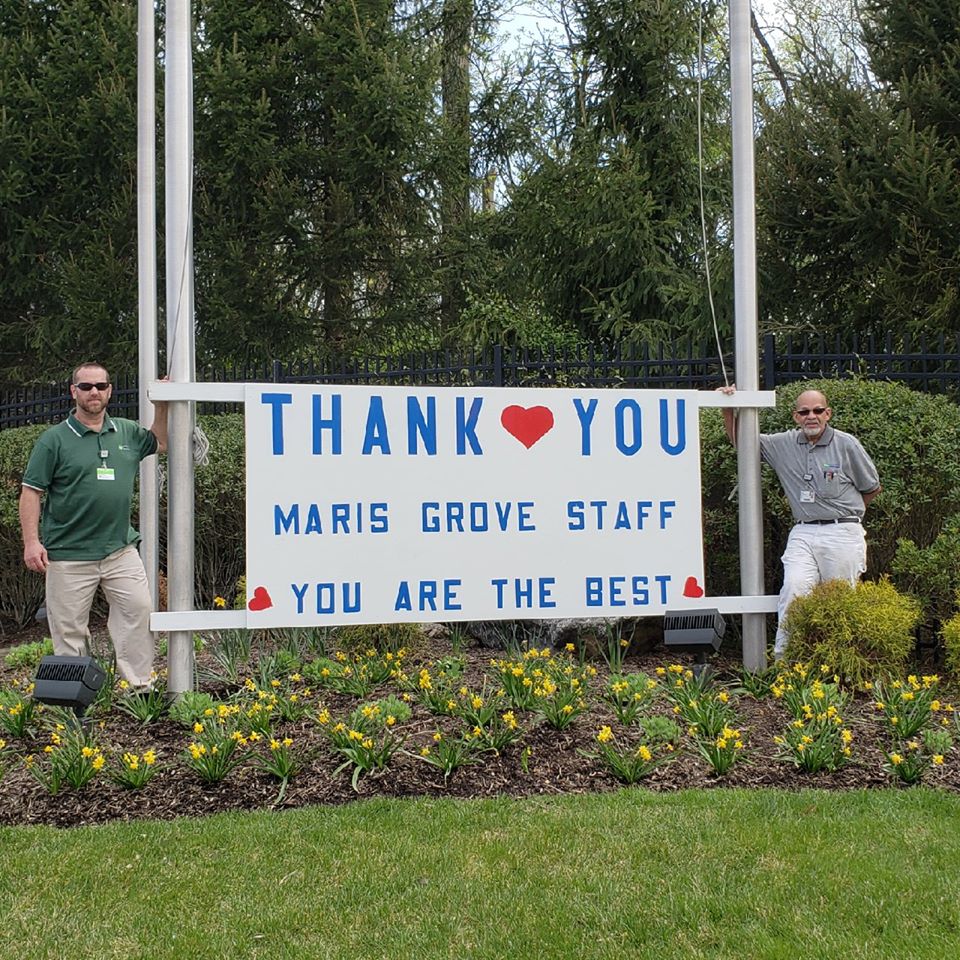 THANK YOU
MARIS GROVE STAFF
YOU ARE THE BEST